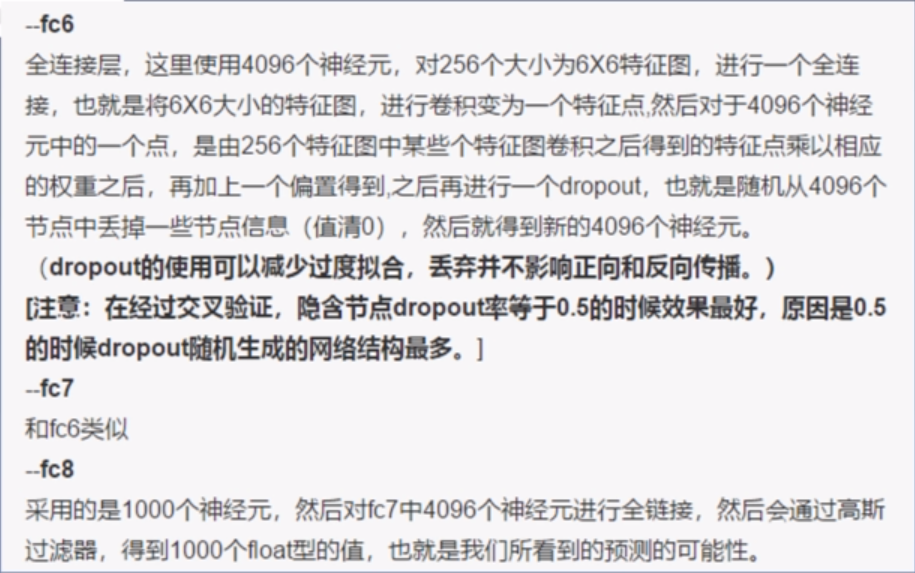 --fc6
全连接层，这里使用4096个神经元，对256个大小为6X6特征图，进行一个全连
接，也就是将6X6大小的特征图，进行卷积变为一个特征点,然后对于4096个神经
元中的一个点，是由256个特征图中某些个特征图卷积之后得到的特征点乘以相应
的权重之后，再加上一个偏置得到,之后再进行一个dropout，也就是随机从4096个
节点中丢掉一些节点信息（值清0），然后就得到新的4096个神经元。
（dropout的使用可以减少过度拟合，丢弃并不影响正向和反向传播。）
[注意：在经过交叉验证，隐含节点dropout率等于0.5的时候效果最好，原因是0.5
的时候dropout随机生成的网络结构最多。]
--fc7
和fc6类似
--fc8
采用的是1000个神经元，然后对fc7中4096个神经元进行全链接，然后会通过高斯
过滤器，得到1000个float型的值，也就是我们所看到的预测的可能性。